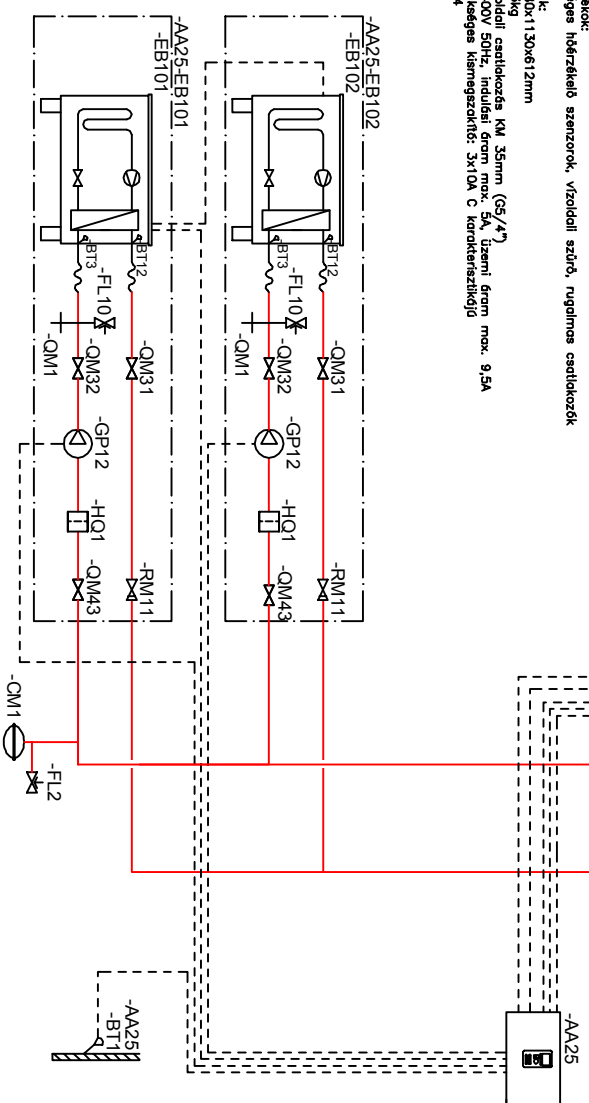 ekok:
ges hőérzékelő szenzorok, vízoldali szűrő, rugalmas csatlakozók
k:
0x1130x612mm
kg
oldali csatlakozás KM 35mm (G5/4")
00V 50Hz, indulási áram max. 5A, üzemi áram max. 9,5A
kséges kismegszakító: 3x10A C karakterisztikájú
4
-AA25
-AA25-EB102
-EB102
-BT12
-BT3
-QM31
-RM11
-FL10
-QM32
-GP12
-HQ1
-QM43
-QM1
-AA25-EB101
-EB101
-BT12
-BT3
-QM31
-RM11
-FL10
-QM32
-GP12
-HQ1
-QM43
-QM1
-AA25
-BT1
-FL2
-CM1